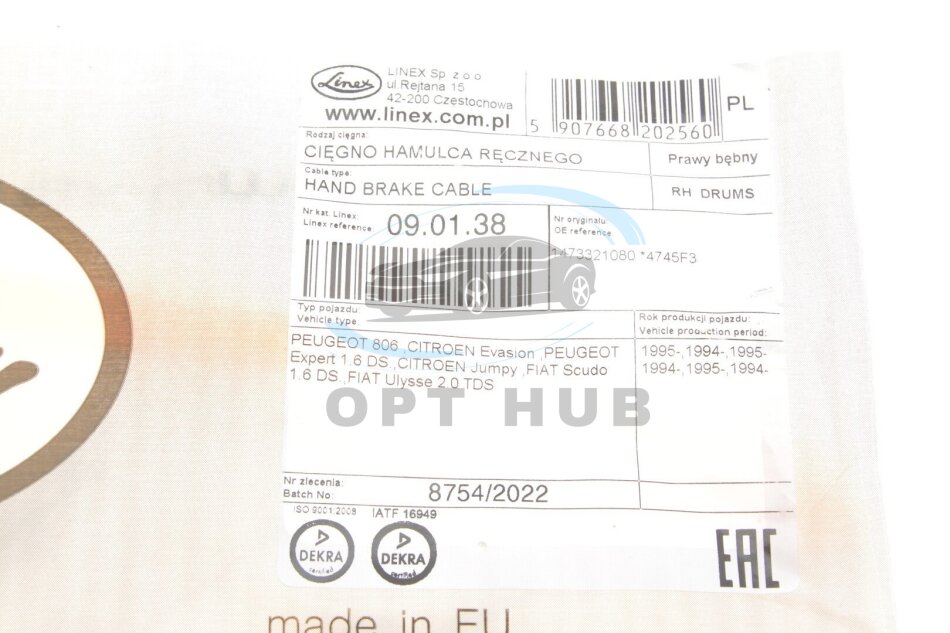 Linex
LINEX Sp. z o o
ul.Rejtana 15
42-200 Częstochowa
www.linex.com.pl
5 907668 202560
PL
Rodzaj cięgna:
CIĘGNO HAMULCA RĘCZNEGO
Prawy bębny
Cable type:
HAND BRAKE CABLE
RH DRUMS
Nr kat. Linex:
Linex reference:
09.01.38
Nr oryginału
OE reference
1473321080 *4745F3
Typ pojazdu:
Vehicle type:
Rok produkcji pojazdu:
Vehicle production period:
PEUGEOT 806 ,CITROEN Evasion ,PEUGEOT
Expert 1.6 DS ,CITROEN Jumpy ,FIAT Scudo
1.6 DS ,FIAT Ulysse 2.0 TDS
1995-,1994-,1995-
1994-,1995-,1994-
OPT HUB
Nr zlecenia:
Batch No:
8754/2022
ISO 9001:2008
IATF 16949
DEKRA
certified
DEKRA
certified
EAC
made in EU